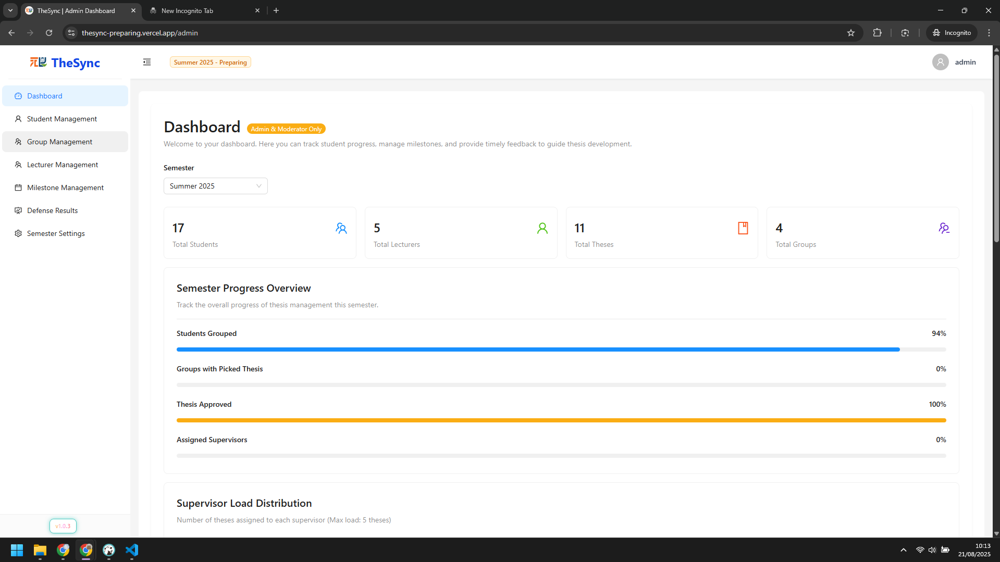 TheSync | Admin Dashboard
New Incognito Tab
thesync-preparing.vercel.app/admin
Incognito
TheSync
Summer 2025 - Preparing
admin
Dashboard
Student Management
Group Management
Lecturer Management
Milestone Management
Defense Results
Semester Settings
v1.0.3
Dashboard
Admin & Moderator Only
Welcome to your dashboard. Here you can track student progress, manage milestones, and provide timely feedback to guide thesis development.
Semester
Summer 2025
17
Total Students
5
Total Lecturers
11
Total Theses
4
Total Groups
Semester Progress Overview
Track the overall progress of thesis management this semester.
Students Grouped 94%
Groups with Picked Thesis 0%
Thesis Approved 100%
Assigned Supervisors 0%
Supervisor Load Distribution
Number of theses assigned to each supervisor (Max load: 5 theses)
10:13
21/08/2025